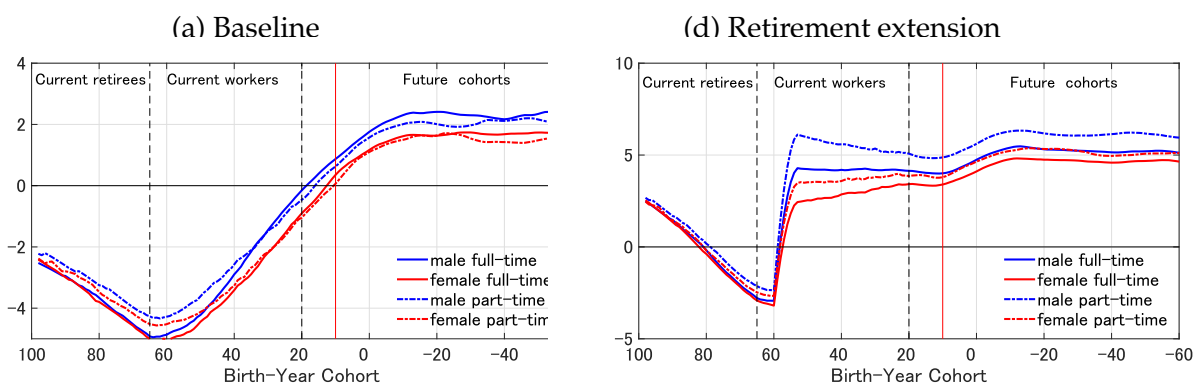 (a) Baseline
4
2
0
-2
-4
Current retirees
Current workers
Future cohorts
male full-time
female full-time
male part-time
female part-tim
100
80
60
40
20
0
-20
-40
Birth-Year Cohort
(d) Retirement extension
10
5
0
-5
Current retirees
Current workers
Future cohorts
male full-time
female full-time
male part-time
female part-time
100
80
60
40
20
0
-20
-40
-60
Birth-Year Cohort